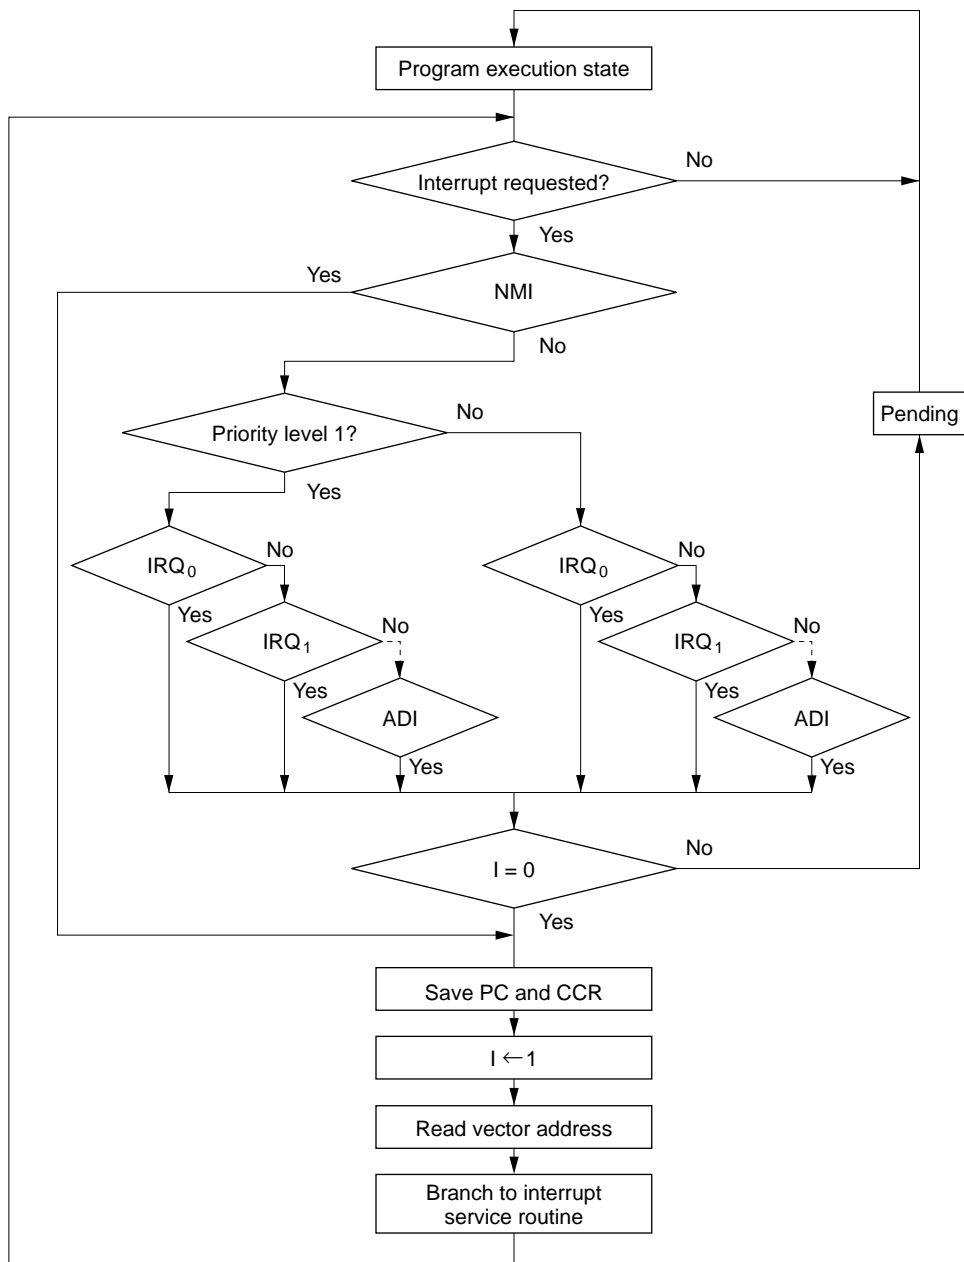 Program execution state
Interrupt requested?
No
Yes
NMI
Yes
No
Pending
Priority level 1?
No
Yes
IRQ0
No
Yes
IRQ1
No
Yes
ADI
Yes
IRQ0
No
Yes
IRQ1
No
Yes
ADI
Yes
I = 0
No
Yes
Save PC and CCR
I ← 1
Read vector address
Branch to interrupt
service routine